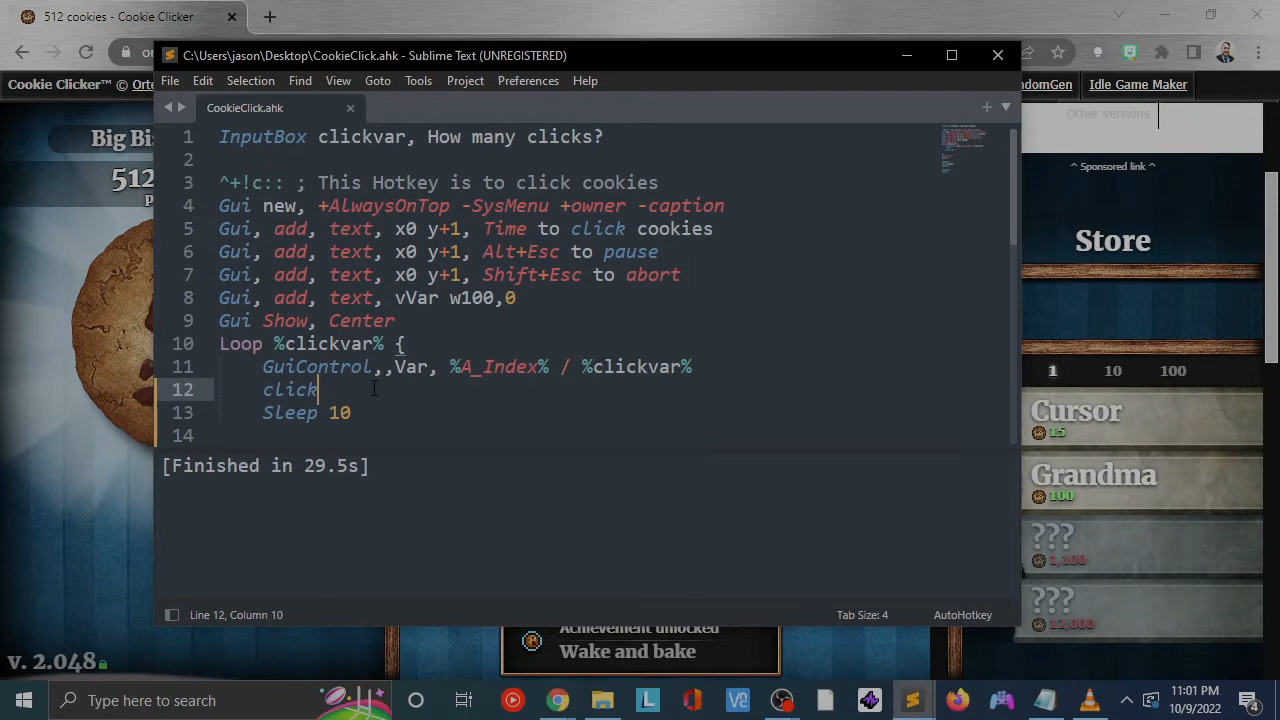 512 cookies - Cookie Clicker
C:\Users\jason\Desktop\CookieClick.ahk - Sublime Text (UNREGISTERED)
File Edit Selection Find View Goto Tools Project Preferences Help
Cookie Clicker™ ©
Idle Game Maker
CookieClick.ahk
Other versions
1 InputBox clickvar, How many clicks?
2
3 ^+!c:: ; This Hotkey is to click cookies
4 Gui new, +AlwaysOnTop -SysMenu +owner -caption
5 Gui, add, text, x0 y+1, Time to click cookies
6 Gui, add, text, x0 y+1, Alt+Esc to pause
7 Gui, add, text, x0 y+1, Shift+Esc to abort
8 Gui, add, text, vVar w100,0
9 Gui Show, Center
10 Loop %clickvar% {
11 GuiControl,,Var, %A_Index% / %clickvar%
12 click
13 Sleep 10
14
[Finished in 29.5s]
Line 12, Column 10
Tab Size: 4
AutoHotkey
Big
512
^ Sponsored link ^
Store
1 10 100
Cursor
15
Grandma
100
???
1,100
???
12,000
Achievement unlocked
Wake and bake
v. 2.048
Type here to search
L
4
11:01 PM
10/9/2022